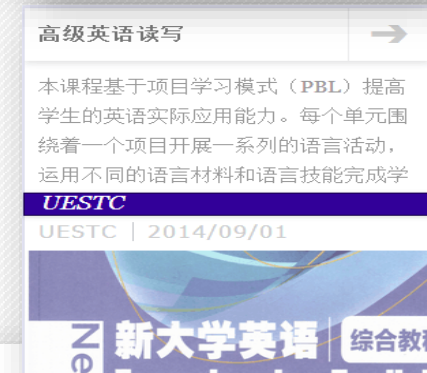 高级英语读写
本课程基于项目学习模式（PBL）提高
学生的英语实际应用能力。每个单元围
绕着一个项目开展一系列的语言活动，
运用不同的语言材料和语言技能完成学
UESTC
UESTC | 2014/09/01
新大学英语
综合教
Ne